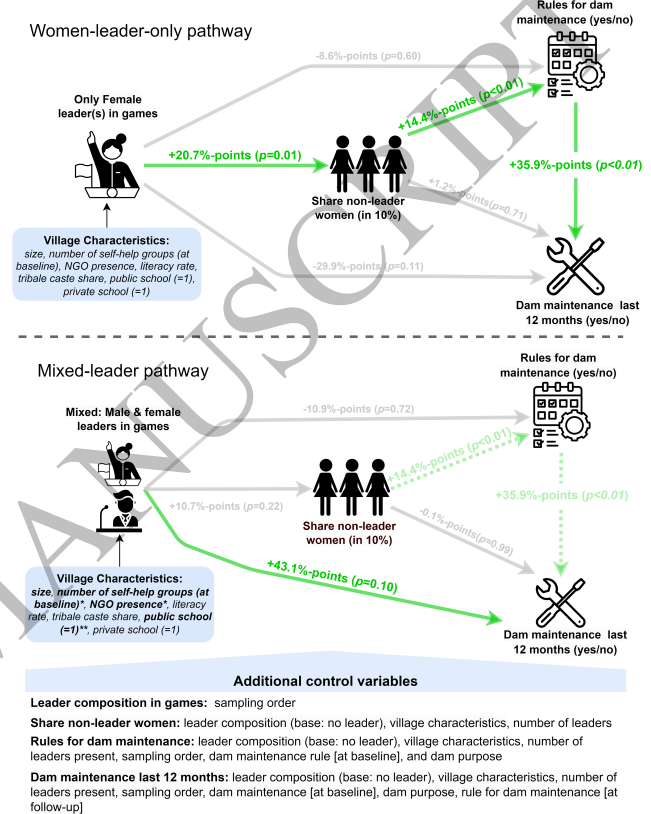 Rules for dam
maintenance (yes/no)
Women-leader-only pathway
-8.6%-points (p=0.60)
Only Female
leader(s) in games
+14.4%-points (p<0.01)
+20.7%-points (p=0.01)
+35.9%-points (p<0.01)
Share non-leader
women (in 10%)
+1.2%-points(p=0.71)
Village Characteristics:
size, number of self-help groups (at
baseline), NGO presence, literacy rate,
tribale caste share, public school (=1),
private school (=1)
-29.9%-points (p=0.11)
Dam maintenance last
12 months (yes/no)
Mixed-leader pathway
Rules for dam
maintenance (yes/no)
Mixed: Male & female
leaders in games
-10.9%-points (p=0.72)
+14.4%-points (p<0.01)
+10.7%-points (p=0.22)
+35.9%-points (p<0.01)
Share non-leader
women (in 10%)
-0.1%-points(p=0.99)
+43.1%-points (p=0.10)
Village Characteristics:
size, number of self-help groups (at
baseline)*, NGO presence*, literacy
rate, tribale caste share, public school
(=1)**, private school (=1)
Dam maintenance last
12 months (yes/no)
Additional control variables
Leader composition in games: sampling order
Share non-leader women: leader composition (base: no leader), village characteristics, number of leaders
Rules for dam maintenance: leader composition (base: no leader), village characteristics, number of
leaders present, sampling order, dam maintenance rule [at baseline], and dam purpose
Dam maintenance last 12 months: leader composition (base: no leader), village characteristics, number of
leaders present, sampling order, dam maintenance [at baseline], dam purpose, rule for dam maintenance [at
follow-up]
MANUSCRIPT